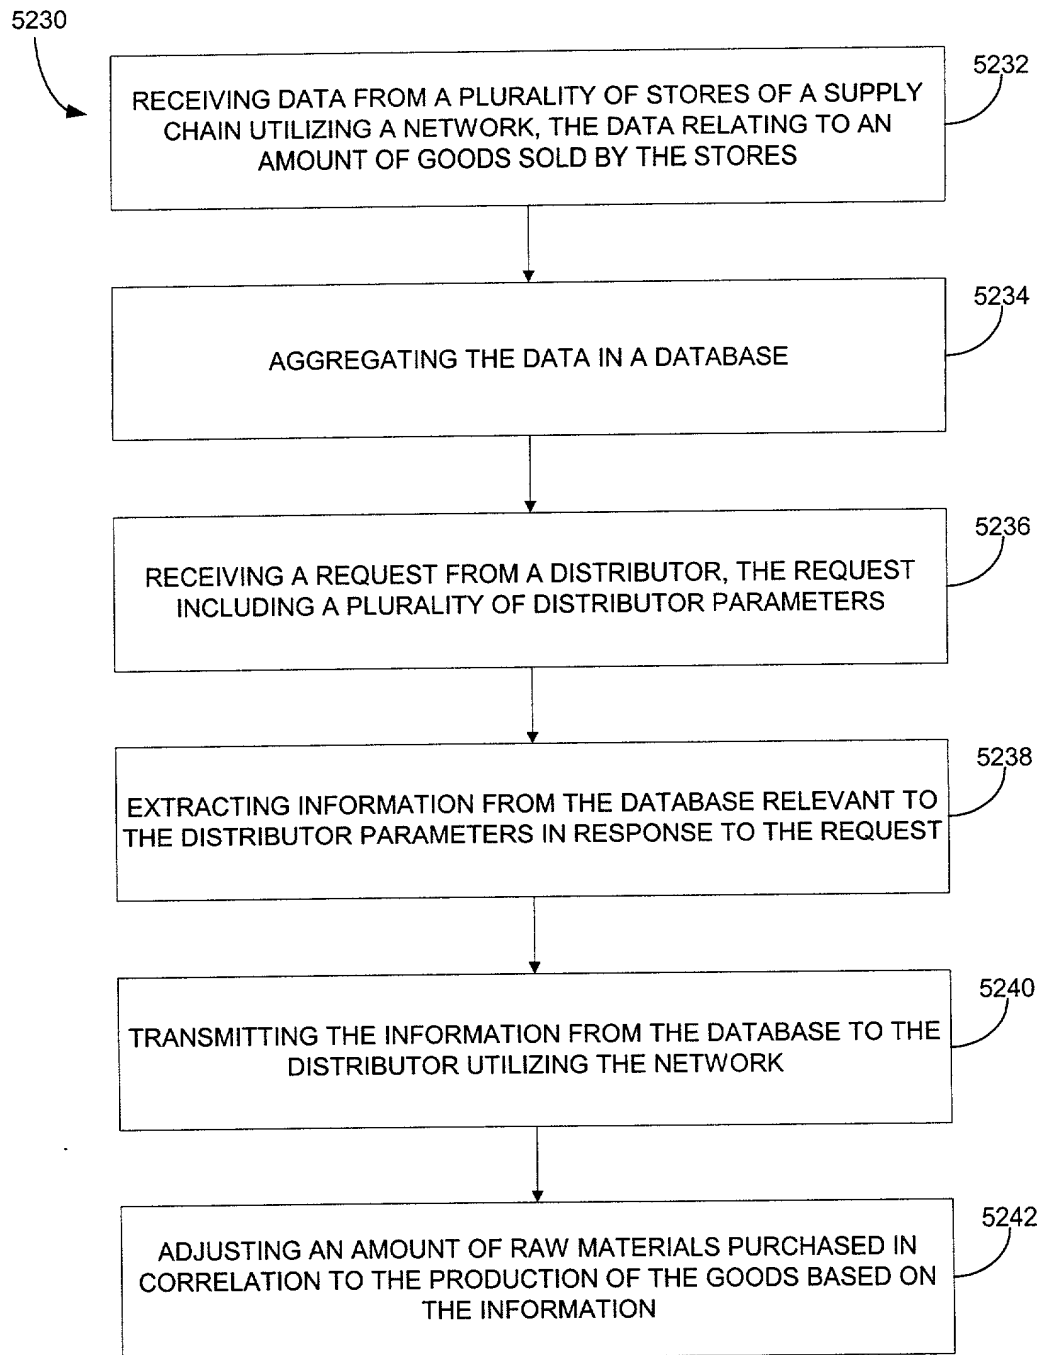 5230
5232
RECEIVING DATA FROM A PLURALITY OF STORES OF A SUPPLY
CHAIN UTILIZING A NETWORK, THE DATA RELATING TO AN
AMOUNT OF GOODS SOLD BY THE STORES
5234
AGGREGATING THE DATA IN A DATABASE
5236
RECEIVING A REQUEST FROM A DISTRIBUTOR, THE REQUEST
INCLUDING A PLURALITY OF DISTRIBUTOR PARAMETERS
5238
EXTRACTING INFORMATION FROM THE DATABASE RELEVANT TO
THE DISTRIBUTOR PARAMETERS IN RESPONSE TO THE REQUEST
5240
TRANSMITTING THE INFORMATION FROM THE DATABASE TO THE
DISTRIBUTOR UTILIZING THE NETWORK
5242
ADJUSTING AN AMOUNT OF RAW MATERIALS PURCHASED IN
CORRELATION TO THE PRODUCTION OF THE GOODS BASED ON
THE INFORMATION